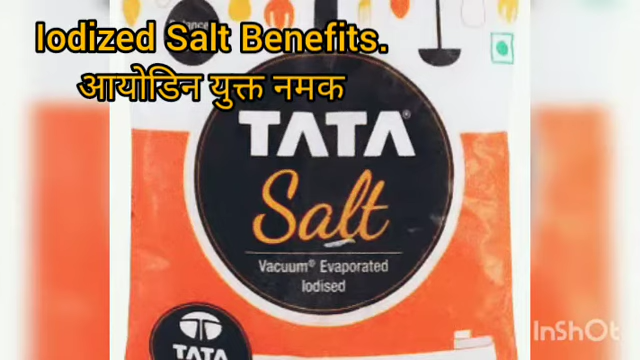 Iodized Salt Benefits.
आयोडिन युक्त नमक
TATA®
Salt
Vacuum® Evaporated
Iodised
TATA
InShOt